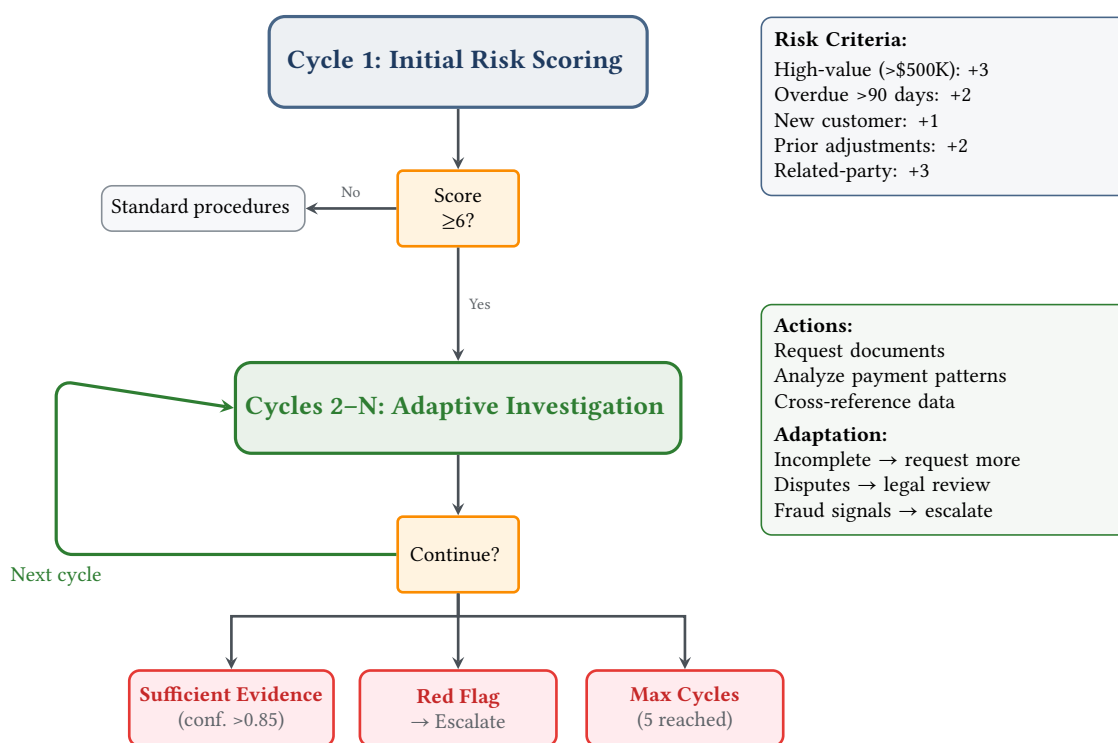 Cycle 1: Initial Risk Scoring
Risk Criteria:
High-value (>$500K): +3
Overdue >90 days: +2
New customer: +1
Prior adjustments: +2
Related-party: +3
Score
≥6?
No
Standard procedures
Yes
Cycles 2–N: Adaptive Investigation
Actions:
Request documents
Analyze payment patterns
Cross-reference data
Adaptation:
Incomplete → request more
Disputes → legal review
Fraud signals → escalate
Continue?
Next cycle
Sufficient Evidence
(conf. >0.85)
Red Flag
→ Escalate
Max Cycles
(5 reached)